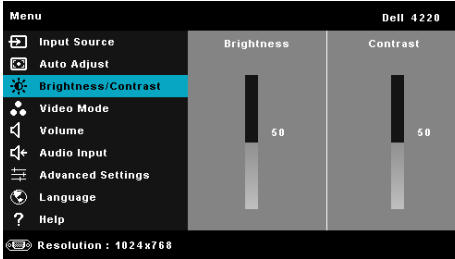 Menu Dell 4220
Input Source
Brightness Contrast
Auto Adjust
Brightness/Contrast
Video Mode
Volume
50 50
Audio Input
Advanced Settings
Language
? Help
Resolution : 1024x768